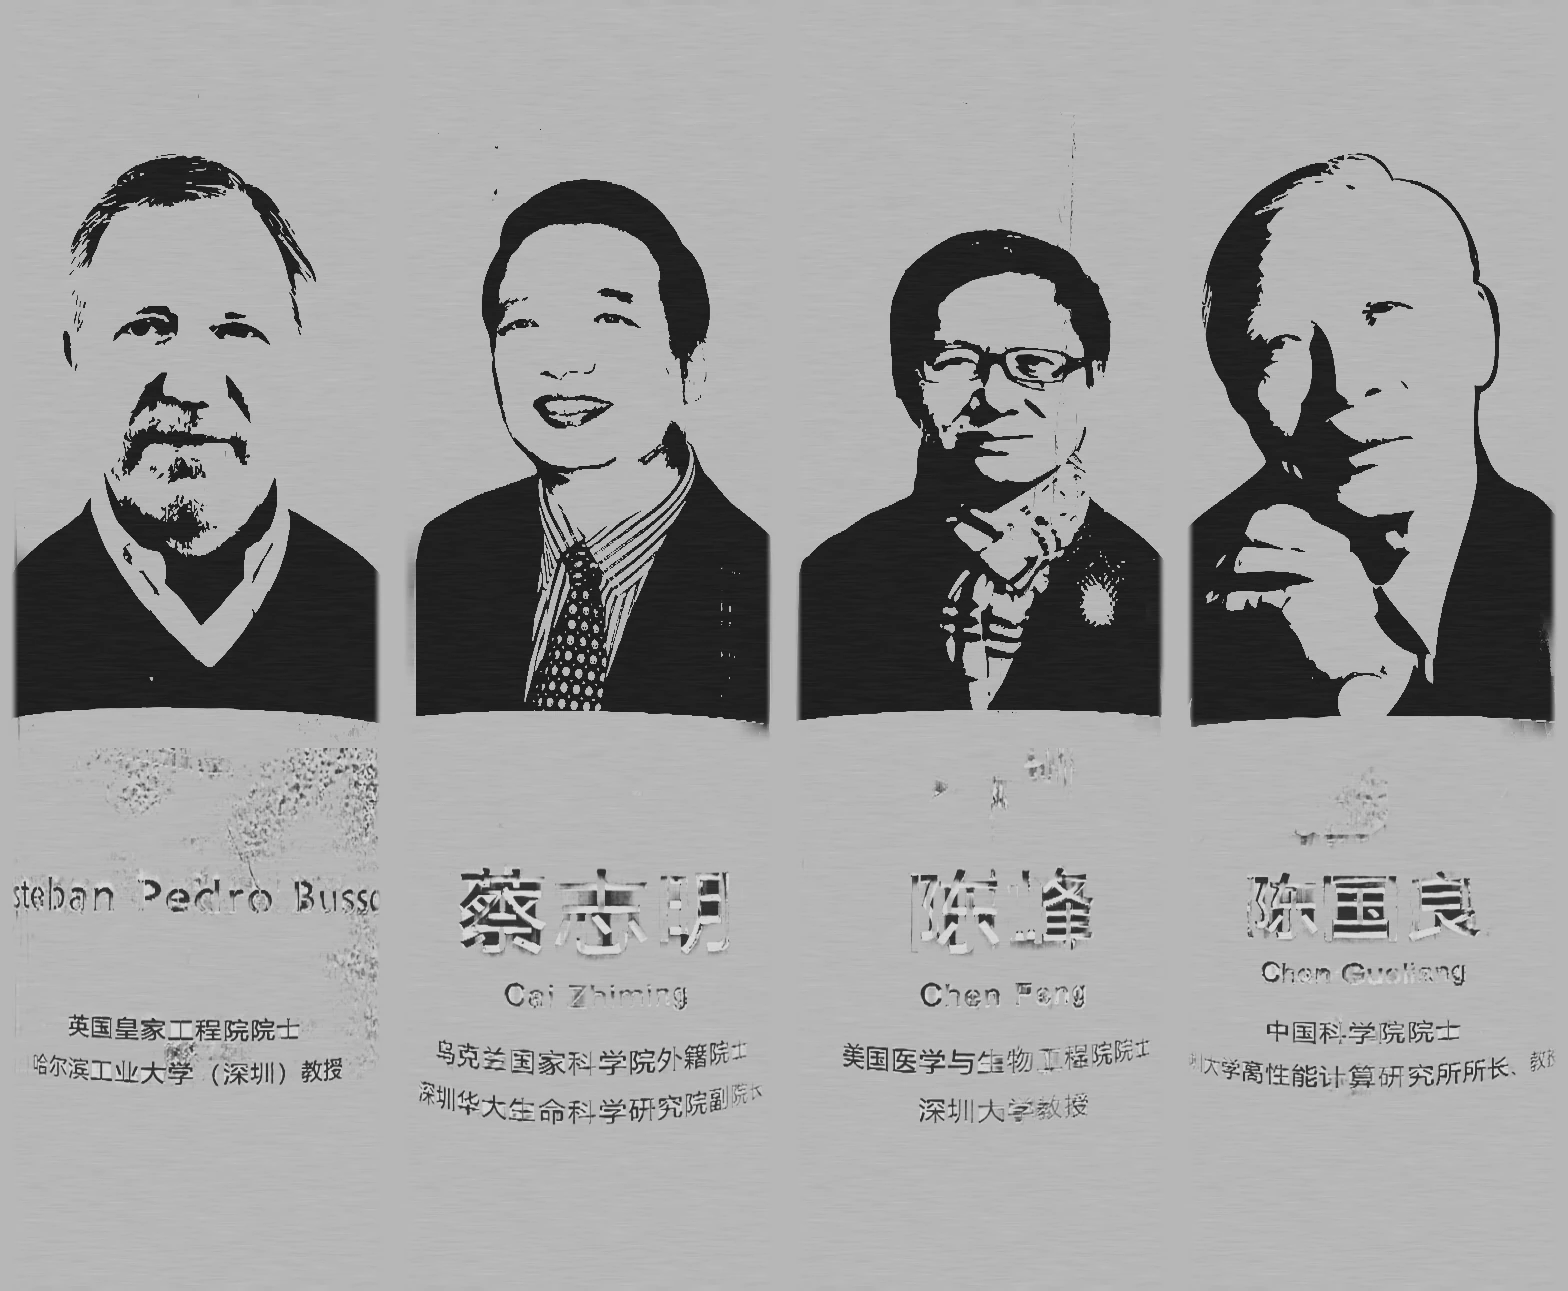 steban Pedro Busso
英国皇家工程院院士
哈尔滨工业大学（深圳）教授
蔡志明
Cai Zhiming
乌克兰国家科学院外籍院士
深圳华大生命科学研究院副院长
陈峰
Chen Feng
美国医学与生物工程院院士
深圳大学教授
陈国良
Chen Guoliang
中国科学院院士
圳大学高性能计算研究所所长、教授